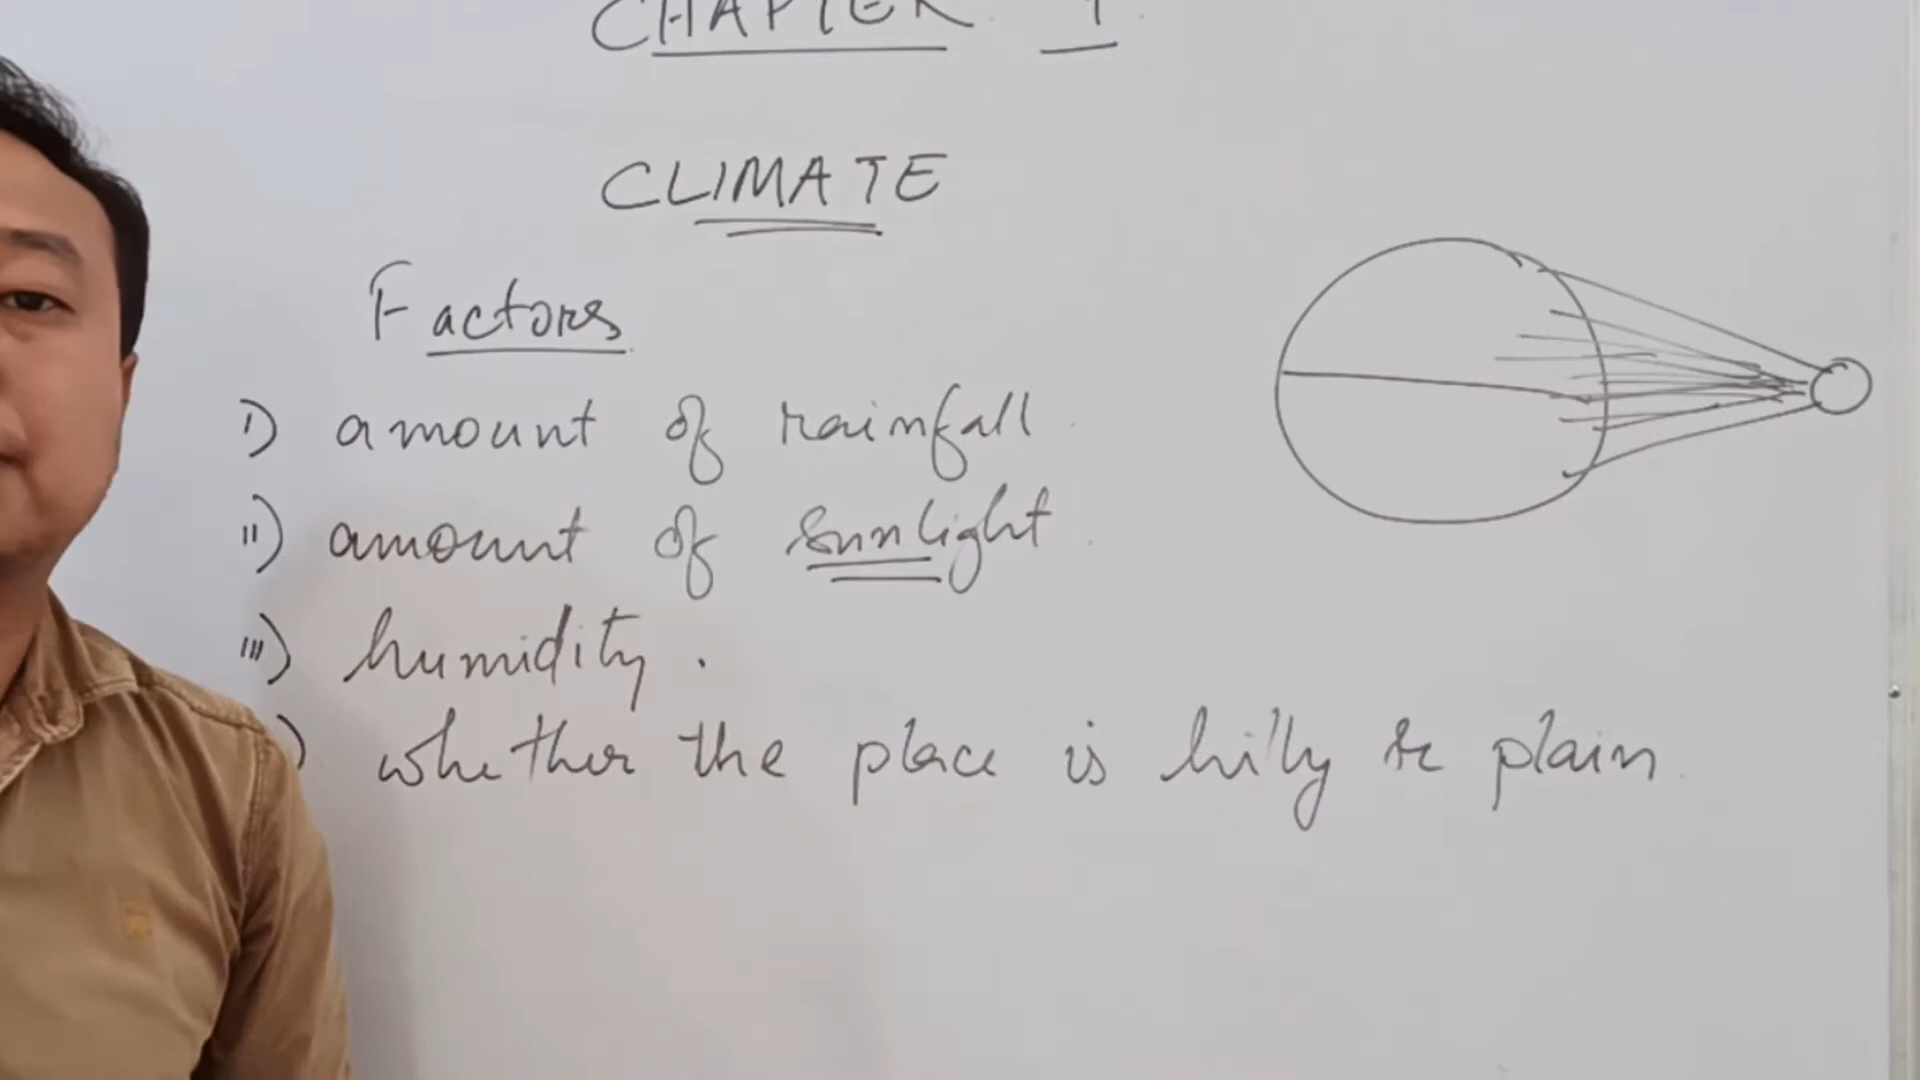 CHAPTER
CLIMATE
Factors
i) amount of rainfall
ii) amount of sunlight
iii) humidity.
) whether the place is hilly or plain